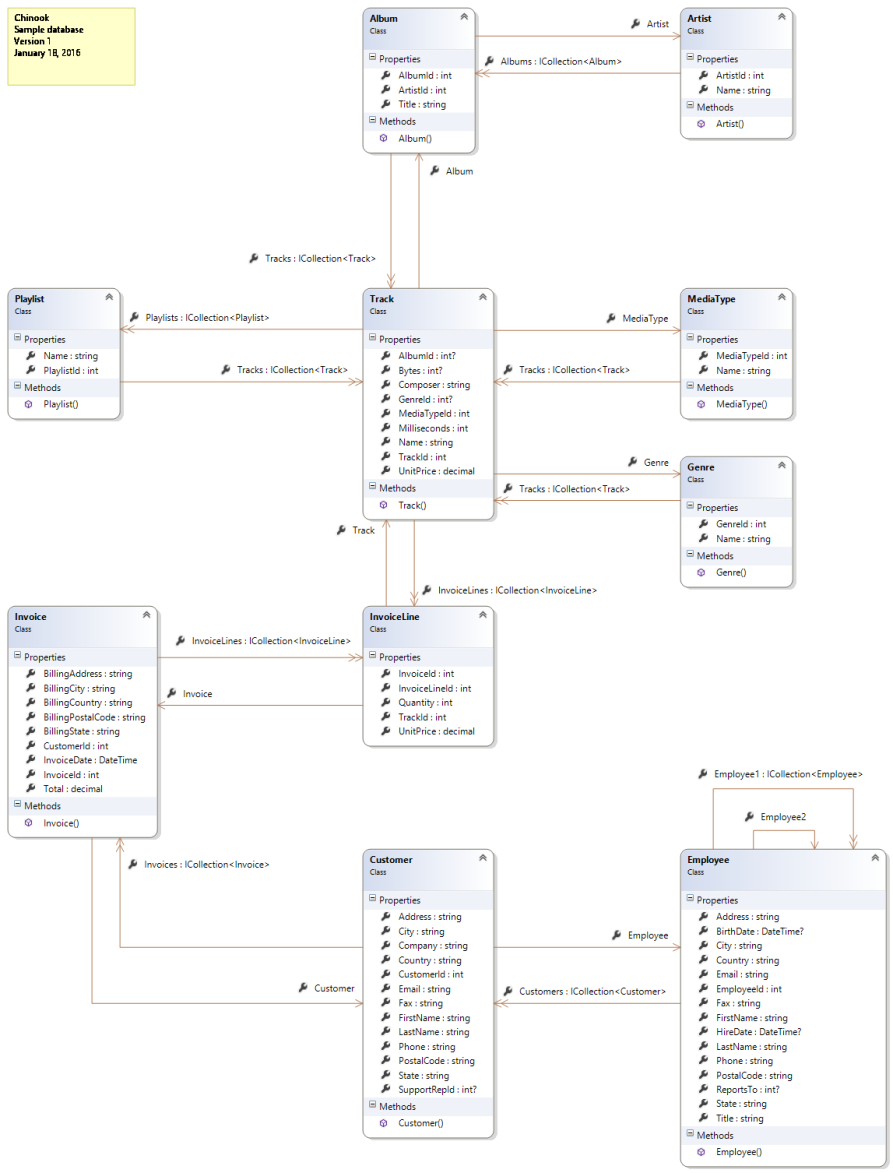 Chinook
Sample database
Version 1
January 18, 2016
Album
Class
Properties
AlbumId : int
ArtistId : int
Title : string
Methods
Album()
Artist
Albums : ICollection<Album>
Artist
Class
Properties
ArtistId : int
Name : string
Methods
Artist()
Album
Tracks : ICollection<Track>
Playlist
Class
Properties
Name : string
PlaylistId : int
Methods
Playlist()
Playlists : ICollection<Playlist>
Tracks : ICollection<Track>
Track
Class
Properties
AlbumId : int?
Bytes : int?
Composer : string
GenreId : int?
MediaTypeId : int
Milliseconds : int
Name : string
TrackId : int
UnitPrice : decimal
Methods
Track()
MediaType
Tracks : ICollection<Track>
MediaType
Class
Properties
MediaTypeId : int
Name : string
Methods
MediaType()
Genre
Tracks : ICollection<Track>
Genre
Class
Properties
GenreId : int
Name : string
Methods
Genre()
Track
InvoiceLines : ICollection<InvoiceLine>
Invoice
Class
Properties
BillingAddress : string
BillingCity : string
BillingCountry : string
BillingPostalCode : string
BillingState : string
CustomerId : int
InvoiceDate : DateTime
InvoiceId : int
Total : decimal
Methods
Invoice()
InvoiceLines : ICollection<InvoiceLine>
Invoice
InvoiceLine
Class
Properties
InvoiceId : int
InvoiceLineId : int
Quantity : int
TrackId : int
UnitPrice : decimal
Employee1 : ICollection<Employee>
Employee2
Invoices : ICollection<Invoice>
Customer
Customer
Class
Properties
Address : string
City : string
Company : string
Country : string
CustomerId : int
Email : string
Fax : string
FirstName : string
LastName : string
Phone : string
PostalCode : string
State : string
SupportRepId : int?
Methods
Customer()
Employee
Customers : ICollection<Customer>
Employee
Class
Properties
Address : string
BirthDate : DateTime?
City : string
Country : string
Email : string
EmployeeId : int
Fax : string
FirstName : string
HireDate : DateTime?
LastName : string
Phone : string
PostalCode : string
ReportsTo : int?
State : string
Title : string
Methods
Employee()